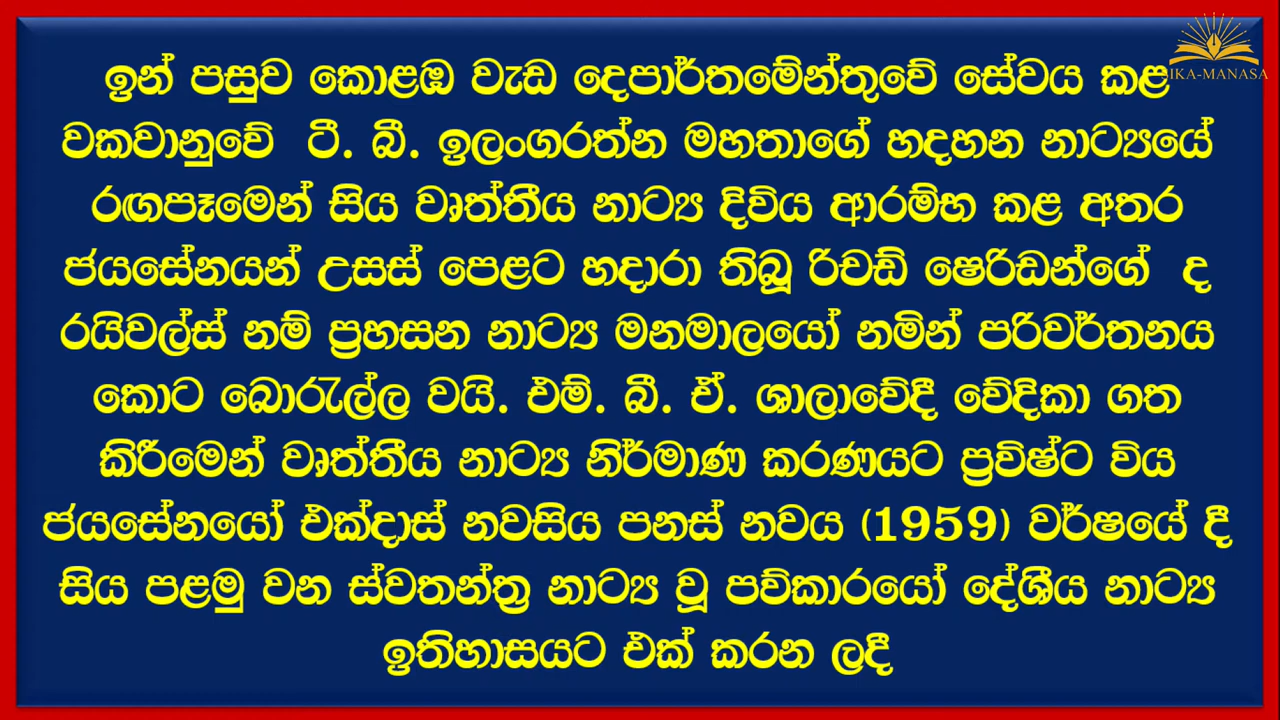 ඉන් පසුව කොළඹ වැඩ දෙපාර්තමේන්තුවේ සේවය කළ
වකවානුවේ ටී. බී. ඉලංගරත්න මහතාගේ හදහන නාට්‍යයේ
රඟපෑමෙන් සිය වෘත්තීය නාට්‍ය දිවිය ආරම්භ කළ අතර
ජයසේනයන් උසස් පෙළට හදාරා තිබූ රිචඩ් ෂෙරිඩන්ගේ ද
රයිවල්ස් නම් ප්‍රහසන නාට්‍ය මනමාලයෝ නමින් පරිවර්තනය
කොට බොරැල්ල වයි. එම්. බී. ඒ. ශාලාවේදී වේදිකා ගත
කිරීමෙන් වෘත්තීය නාට්‍ය නිර්මාණ කරණයට ප්‍රවිෂ්ට විය
ජයසේනයෝ එක්දාස් නවසිය පනස් නවය (1959) වර්ෂයේ දී
සිය පළමු වන ස්වතන්ත්‍ර නාට්‍ය වූ පව්කාරයෝ දේශීය නාට්‍ය
ඉතිහාසයට එක් කරන ලදී
IKA-MANASA